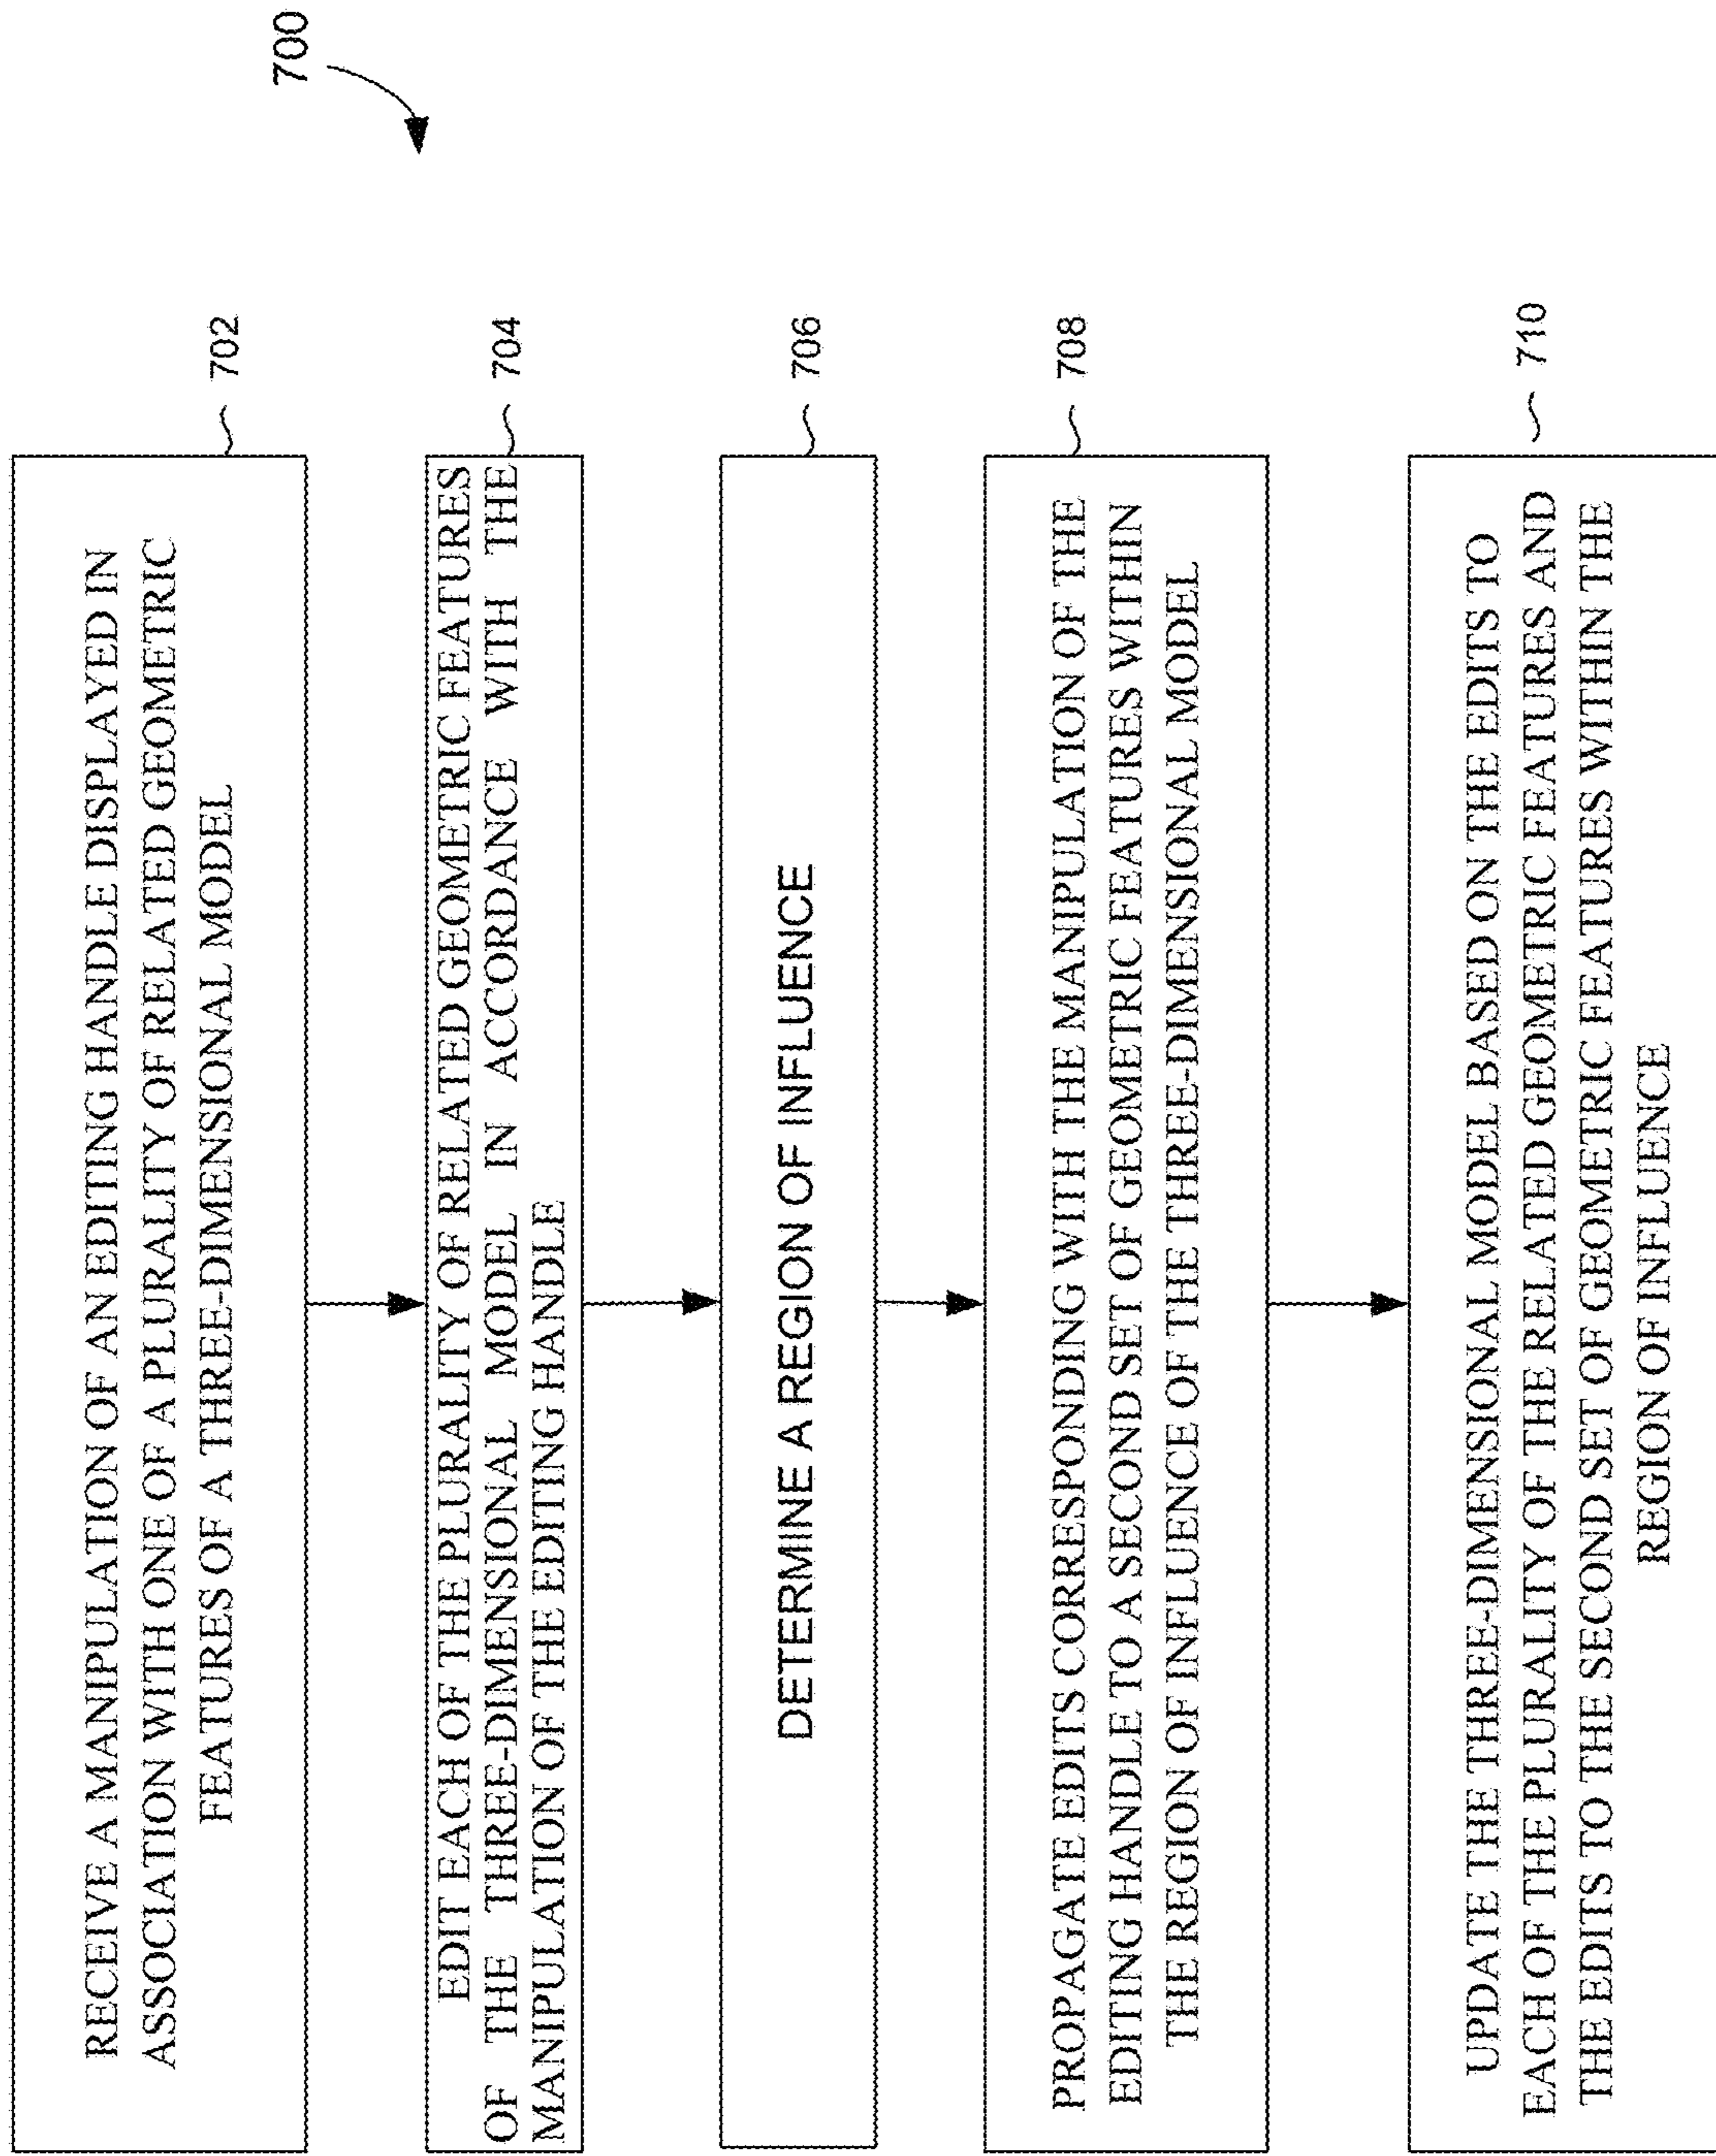 700
RECEIVE A MANIPULATION OF AN EDITING HANDLE DISPLAYED IN
ASSOCIATION WITH ONE OF A PLURALITY OF RELATED GEOMETRIC
FEATURES OF A THREE-DIMENSIONAL MODEL
702
EDIT EACH OF THE PLURALITY OF RELATED GEOMETRIC FEATURES
OF THE THREE-DIMENSIONAL MODEL IN ACCORDANCE WITH THE
MANIPULATION OF THE EDITING HANDLE
704
DETERMINE A REGION OF INFLUENCE
706
PROPAGATE EDITS CORRESPONDING WITH THE MANIPULATION OF THE
EDITING HANDLE TO A SECOND SET OF GEOMETRIC FEATURES WITHIN
THE REGION OF INFLUENCE OF THE THREE-DIMENSIONAL MODEL
708
UPDATE THE THREE-DIMENSIONAL MODEL BASED ON THE EDITS TO
EACH OF THE PLURALITY OF THE RELATED GEOMETRIC FEATURES AND
THE EDITS TO THE SECOND SET OF GEOMETRIC FEATURES WITHIN THE
REGION OF INFLUENCE
710